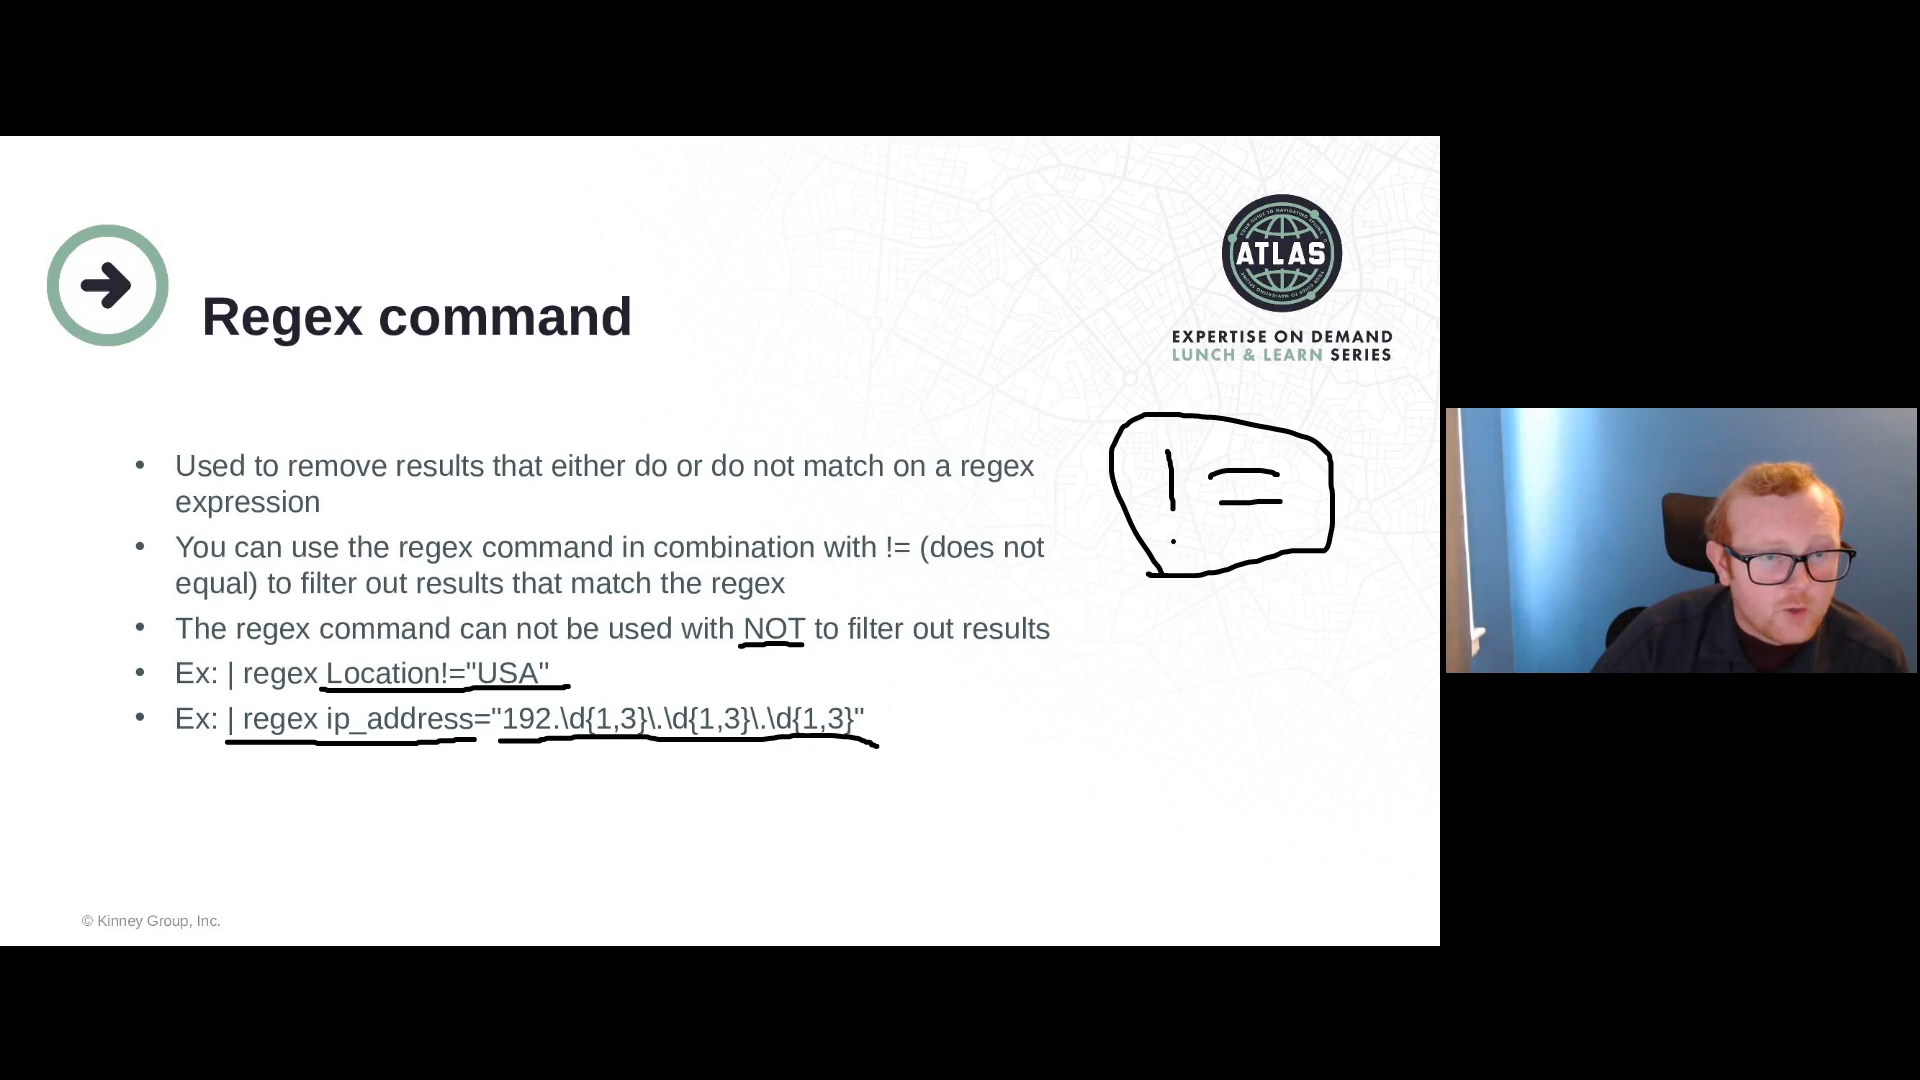 ATLAS
EXPERTISE ON DEMAND
LUNCH & LEARN SERIES
Regex command
• Used to remove results that either do or do not match on a regex
expression
• You can use the regex command in combination with != (does not
equal) to filter out results that match the regex
• The regex command can not be used with NOT to filter out results
• Ex: | regex Location!="USA"
• Ex: | regex ip_address="192.\d{1,3}\.\d{1,3}\.\d{1,3}"
!=
© Kinney Group, Inc.